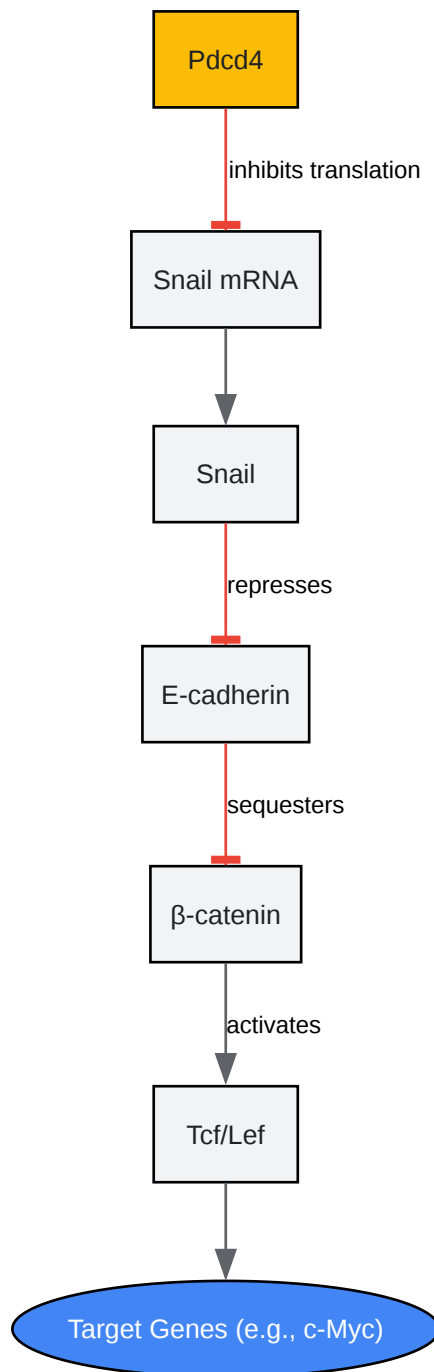 Pdcd4
inhibits translation
Snail mRNA
Snail
represses
E-cadherin
sequesters
β-catenin
activates
Tcf/Lef
Target Genes (e.g., c-Myc)